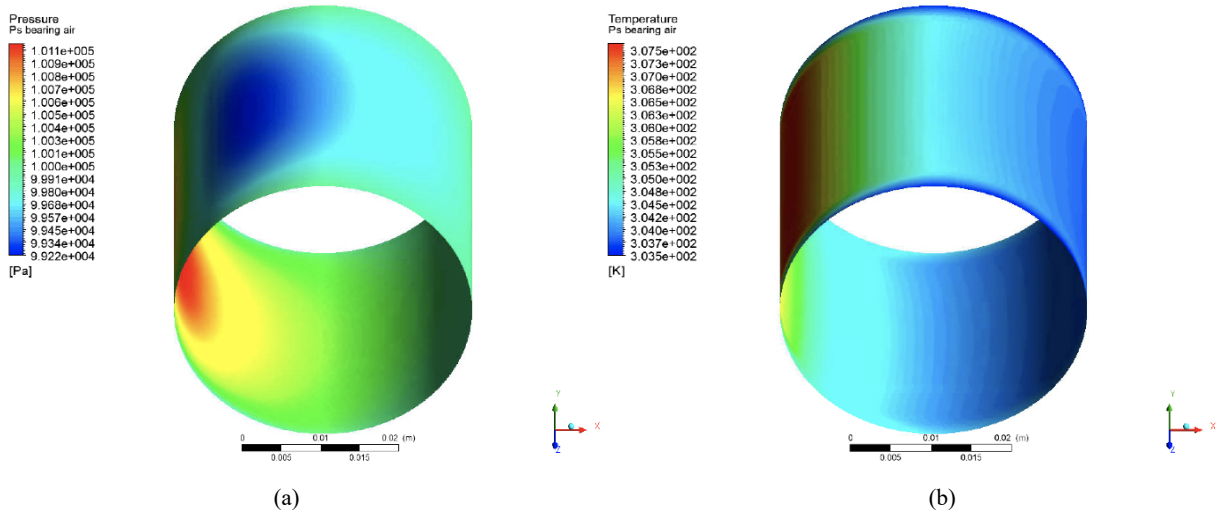 Pressure
Ps bearing air
1.011e+005
1.009e+005
1.008e+005
1.006e+005
1.005e+005
1.004e+005
1.003e+005
1.001e+005
1.000e+005
9.991e+004
9.980e+004
9.968e+004
9.957e+004
9.945e+004
9.934e+004
9.922e+004
[Pa]
0 0.01 0.02 (m)
0.005 0.015
Y
X
Z
(a)
Temperature
Ps bearing air
3.075e+002
3.073e+002
3.070e+002
3.068e+002
3.065e+002
3.063e+002
3.060e+002
3.058e+002
3.055e+002
3.053e+002
3.050e+002
3.048e+002
3.045e+002
3.042e+002
3.040e+002
3.037e+002
3.035e+002
[K]
0 0.01 0.02 (m)
0.005 0.015
Y
X
Z
(b)